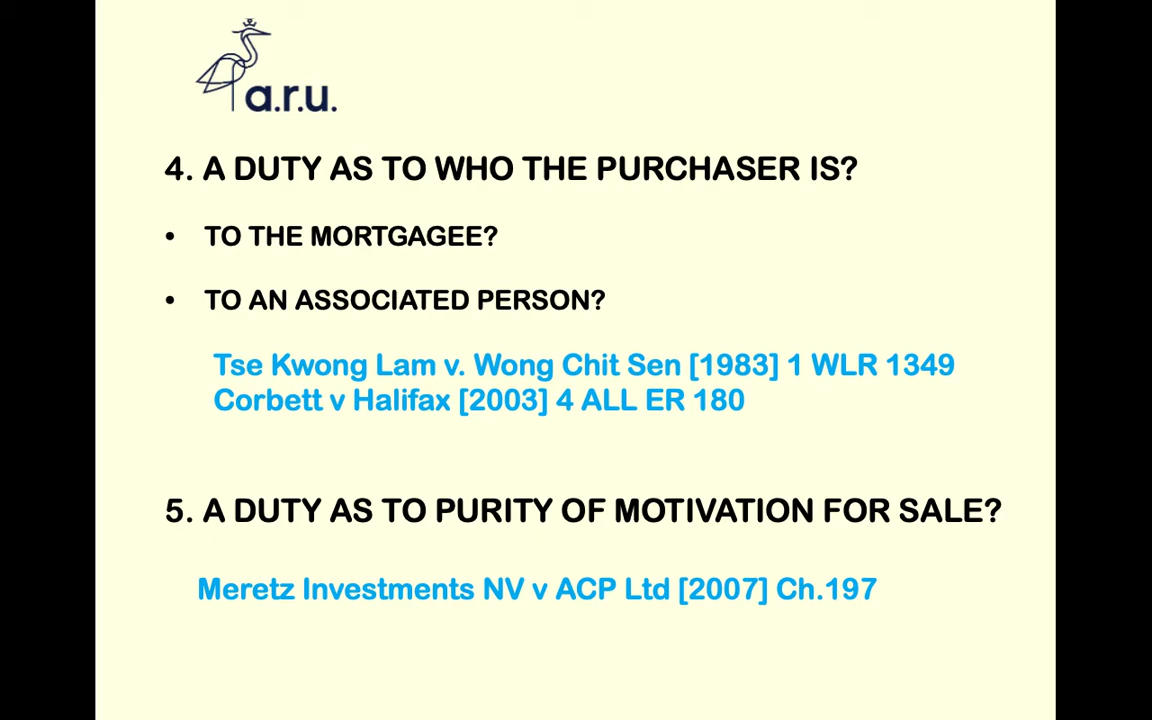 a.r.u.
4. A DUTY AS TO WHO THE PURCHASER IS?
• TO THE MORTGAGEE?
• TO AN ASSOCIATED PERSON?
Tse Kwong Lam v. Wong Chit Sen [1983] 1 WLR 1349
Corbett v Halifax [2003] 4 ALL ER 180
5. A DUTY AS TO PURITY OF MOTIVATION FOR SALE?
Meretz Investments NV v ACP Ltd [2007] Ch.197